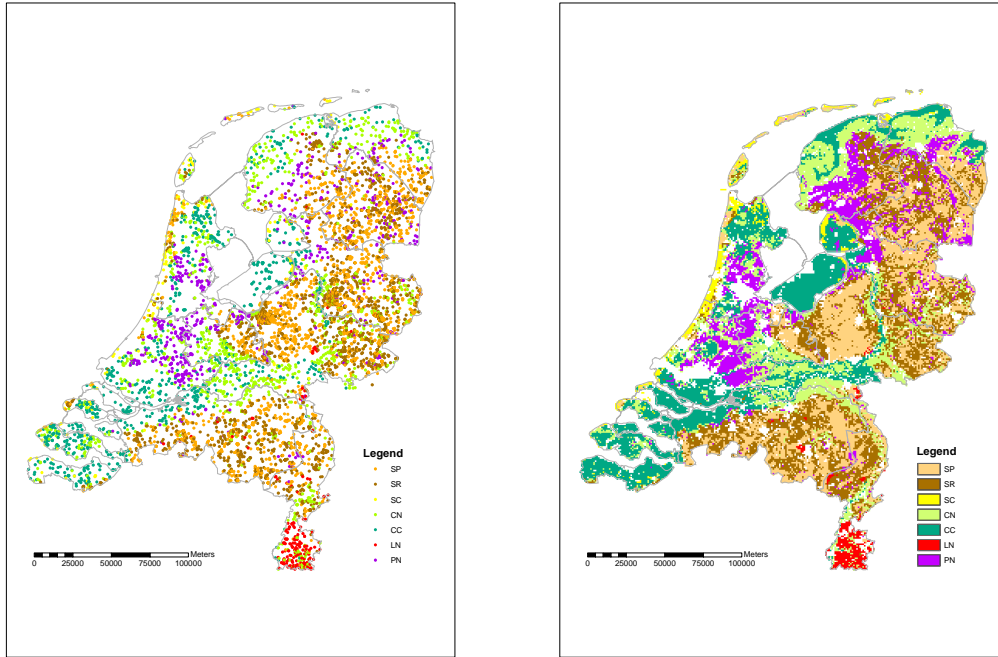 Legend
SP
SR
SC
CN
CC
LN
PN
Meters
0 25000 50000 75000 100000
Legend
SP
SR
SC
CN
CC
LN
PN
Meters
0 25000 50000 75000 100000